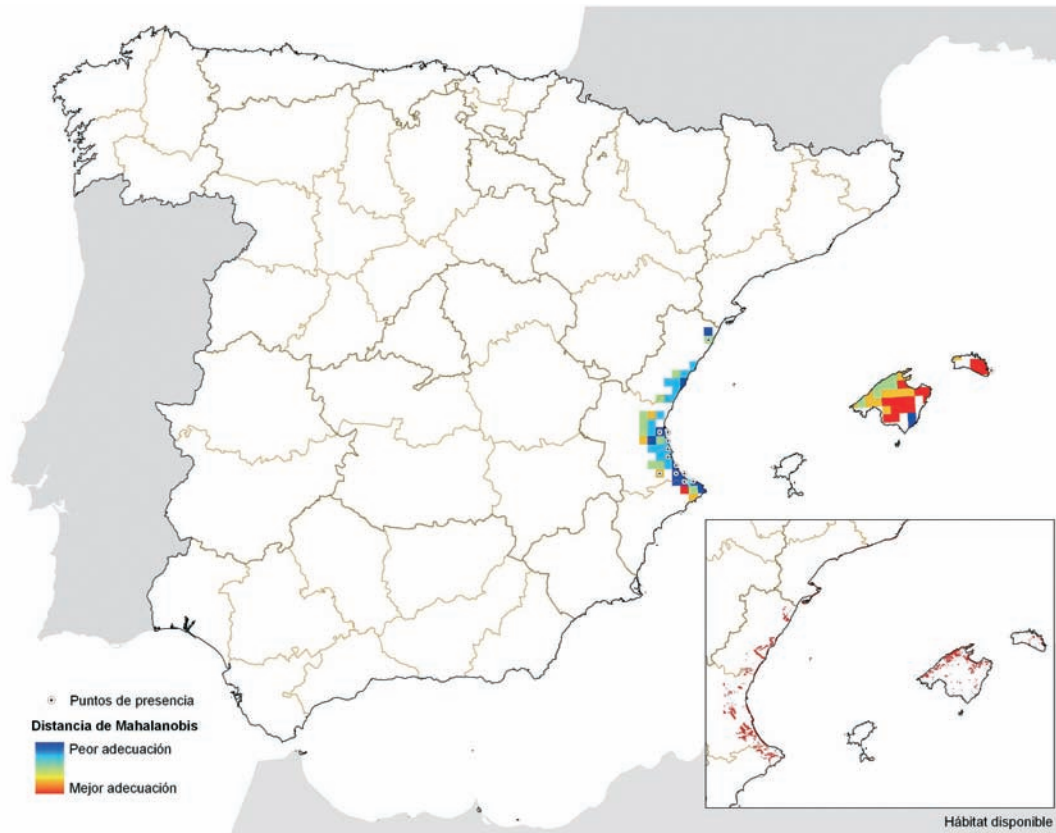 Puntos de presencia
Distancia de Mahalanobis
Peor adecuación
Mejor adecuación
Hábitat disponible